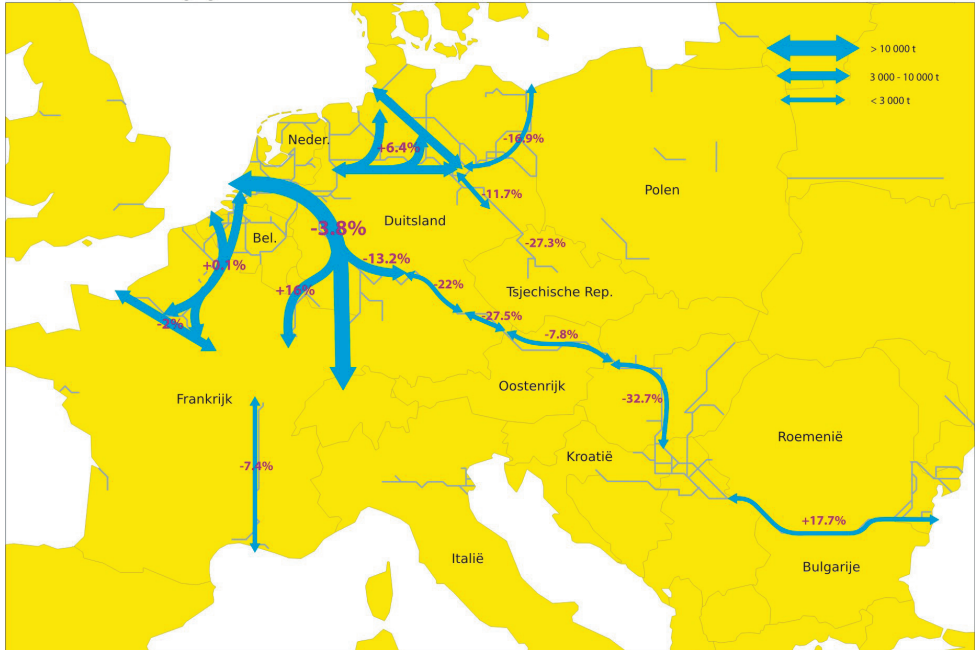 > 10 000 t
3 000 - 10 000 t
< 3 000 t
Neder.
+6.4%
-16.9%
-11.7%
Polen
Duitsland
-3.8%
Bel.
-27.3%
+0.1%
-13.2%
+16%
-22%
Tsjechische Rep.
-2%
-27.5%
-7.8%
Oostenrijk
Frankrijk
-32.7%
Roemenië
Kroatië
-7.4%
+17.7%
Italië
Bulgarije